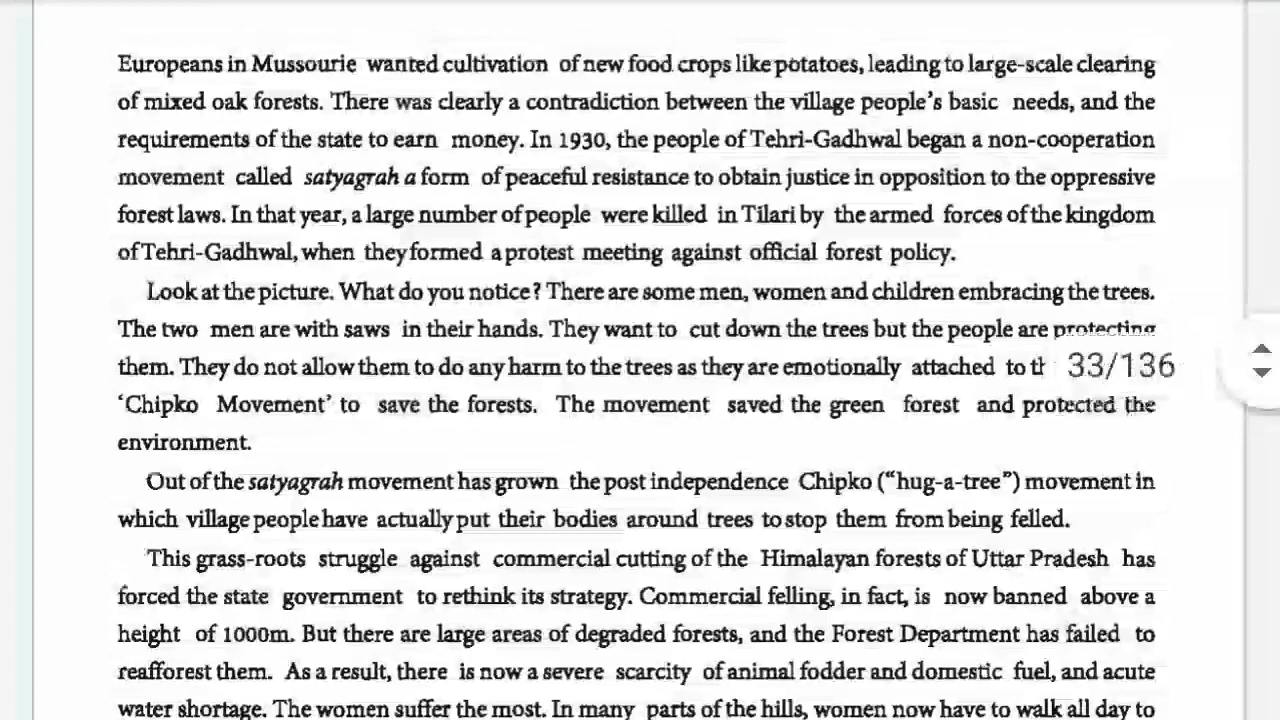 Europeans in Mussourie wanted cultivation of new food crops like potatoes, leading to large-scale clearing
of mixed oak forests. There was clearly a contradiction between the village people's basic needs, and the
requirements of the state to earn money. In 1930, the people of Tehri-Gadhwal began a non-cooperation
movement called satyagrah a form of peaceful resistance to obtain justice in opposition to the oppressive
forest laws. In that year, a large number of people were killed in Tilari by the armed forces of the kingdom
of Tehri-Gadhwal, when they formed a protest meeting against official forest policy.
Look at the picture. What do you notice? There are some men, women and children embracing the trees.
The two men are with saws in their hands. They want to cut down the trees but the people are protecting
them. They do not allow them to do any harm to the trees as they are emotionally attached to 33/136
‘Chipko Movement’ to save the forests. The movement saved the green forest and protected the
environment.
Out of the satyagrah movement has grown the post independence Chipko (“hug-a-tree”) movement in
which village people have actually put their bodies around trees to stop them from being felled.
This grass-roots struggle against commercial cutting of the Himalayan forests of Uttar Pradesh has
forced the state government to rethink its strategy. Commercial felling, in fact, is now banned above a
height of 1000m. But there are large areas of degraded forests, and the Forest Department has failed to
reafforest them. As a result, there is now a severe scarcity of animal fodder and domestic fuel, and acute
water shortage. The women suffer the most. In many parts of the hills, women now have to walk all day to